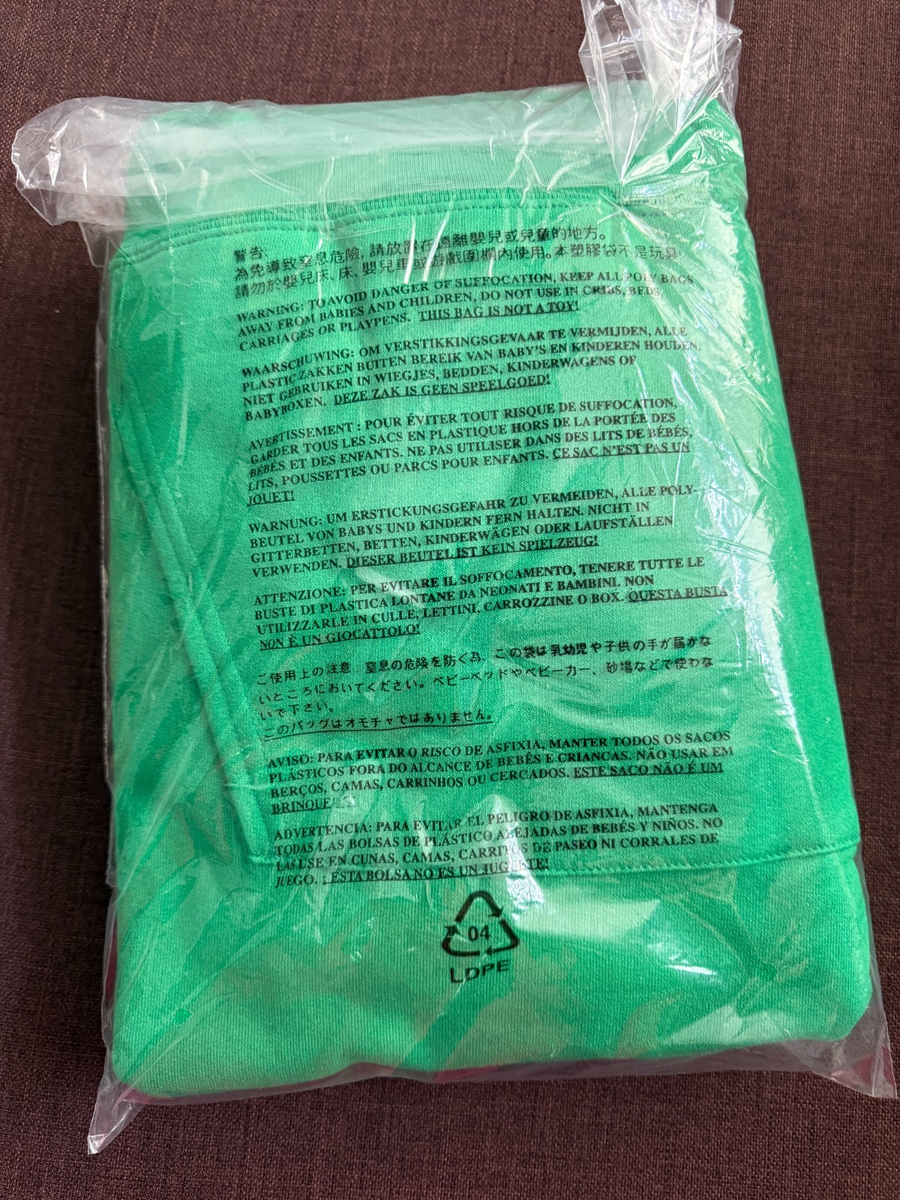 警告:
為免導致窒息危險, 請放置在遠離嬰兒或兒童的地方。
請勿於嬰兒床、床、嬰兒車或遊戲圍欄內使用。本塑膠袋不是玩具
WARNING: TO AVOID DANGER OF SUFFOCATION, KEEP ALL POLY BAGS
AWAY FROM BABIES AND CHILDREN, DO NOT USE IN CRIBS, BEDS,
CARRIAGES OR PLAYPENS. THIS BAG IS NOT A TOY!
WAARSCHUWING: OM VERSTIKKINGSGEVAAR TE VERMIJDEN, ALLE
PLASTIC ZAKKEN BUITEN BEREIK VAN BABY'S EN KINDEREN HOUDEN,
NIET GEBRUIKEN IN WIEGJES, BEDDEN, KINDERWAGENS OF
BABYBOXEN. DEZE ZAK IS GEEN SPEELGOED!
AVERTISSEMENT : POUR ÉVITER TOUT RISQUE DE SUFFOCATION,
GARDER TOUS LES SACS EN PLASTIQUE HORS DE LA PORTÉE DES
BÉBÉS ET DES ENFANTS. NE PAS UTILISER DANS DES LITS DE BÉBÉS,
LITS, POUSSETTES OU PARCS POUR ENFANTS. CE SAC N'EST PAS UN
JOUET!
WARNUNG: UM ERSTICKUNGSGEFAHR ZU VERMEIDEN, ALLE POLY-
BEUTEL VON BABYS UND KINDERN FERN HALTEN. NICHT IN
GITTERBETTEN, BETTEN, KINDERWÄGEN ODER LAUFSTÄLLEN
VERWENDEN. DIESER BEUTEL IST KEIN SPIELZEUG!
ATTENZIONE: PER EVITARE IL SOFFOCAMENTO, TENERE TUTTE LE
BUSTE DI PLASTICA LONTANE DA NEONATI E BAMBINI. NON
UTILIZZARLE IN CULLE, LETTINI, CARROZZINE O BOX. QUESTA BUSTA
NON È UN GIOCATTOLO!
ご使用上の注意 窒息の危険を防ぐ為、この袋は乳幼児や子供の手が届かな
いところにおいてください。ベビーベッドやベビーカー、砂場などで使わな
いで下さい。
このバッグはオモチャではありません。
AVISO: PARA EVITAR O RISCO DE ASFIXIA, MANTER TODOS OS SACOS
PLÁSTICOS FORA DO ALCANCE DE BEBÊS E CRIANCAS. NÃO USAR EM
BERÇOS, CAMAS, CARRINHOS OU CERCADOS. ESTE SACO NÃO É UM
ADVERTENCIA: PARA EVITAR EL PELIGRO DE ASFIXIA, MANTENGA
TODAS LAS BOLSAS DE PLÁSTICO ALEJADAS DE BEBÉS Y NIÑOS. NO
LAS USE EN CUNAS, CAMAS, CARRITOS DE PASEO NI CORRALES DE
JUEGO. ¡ESTA BOLSA NO ES UN JUGUETE!
04
LDPE